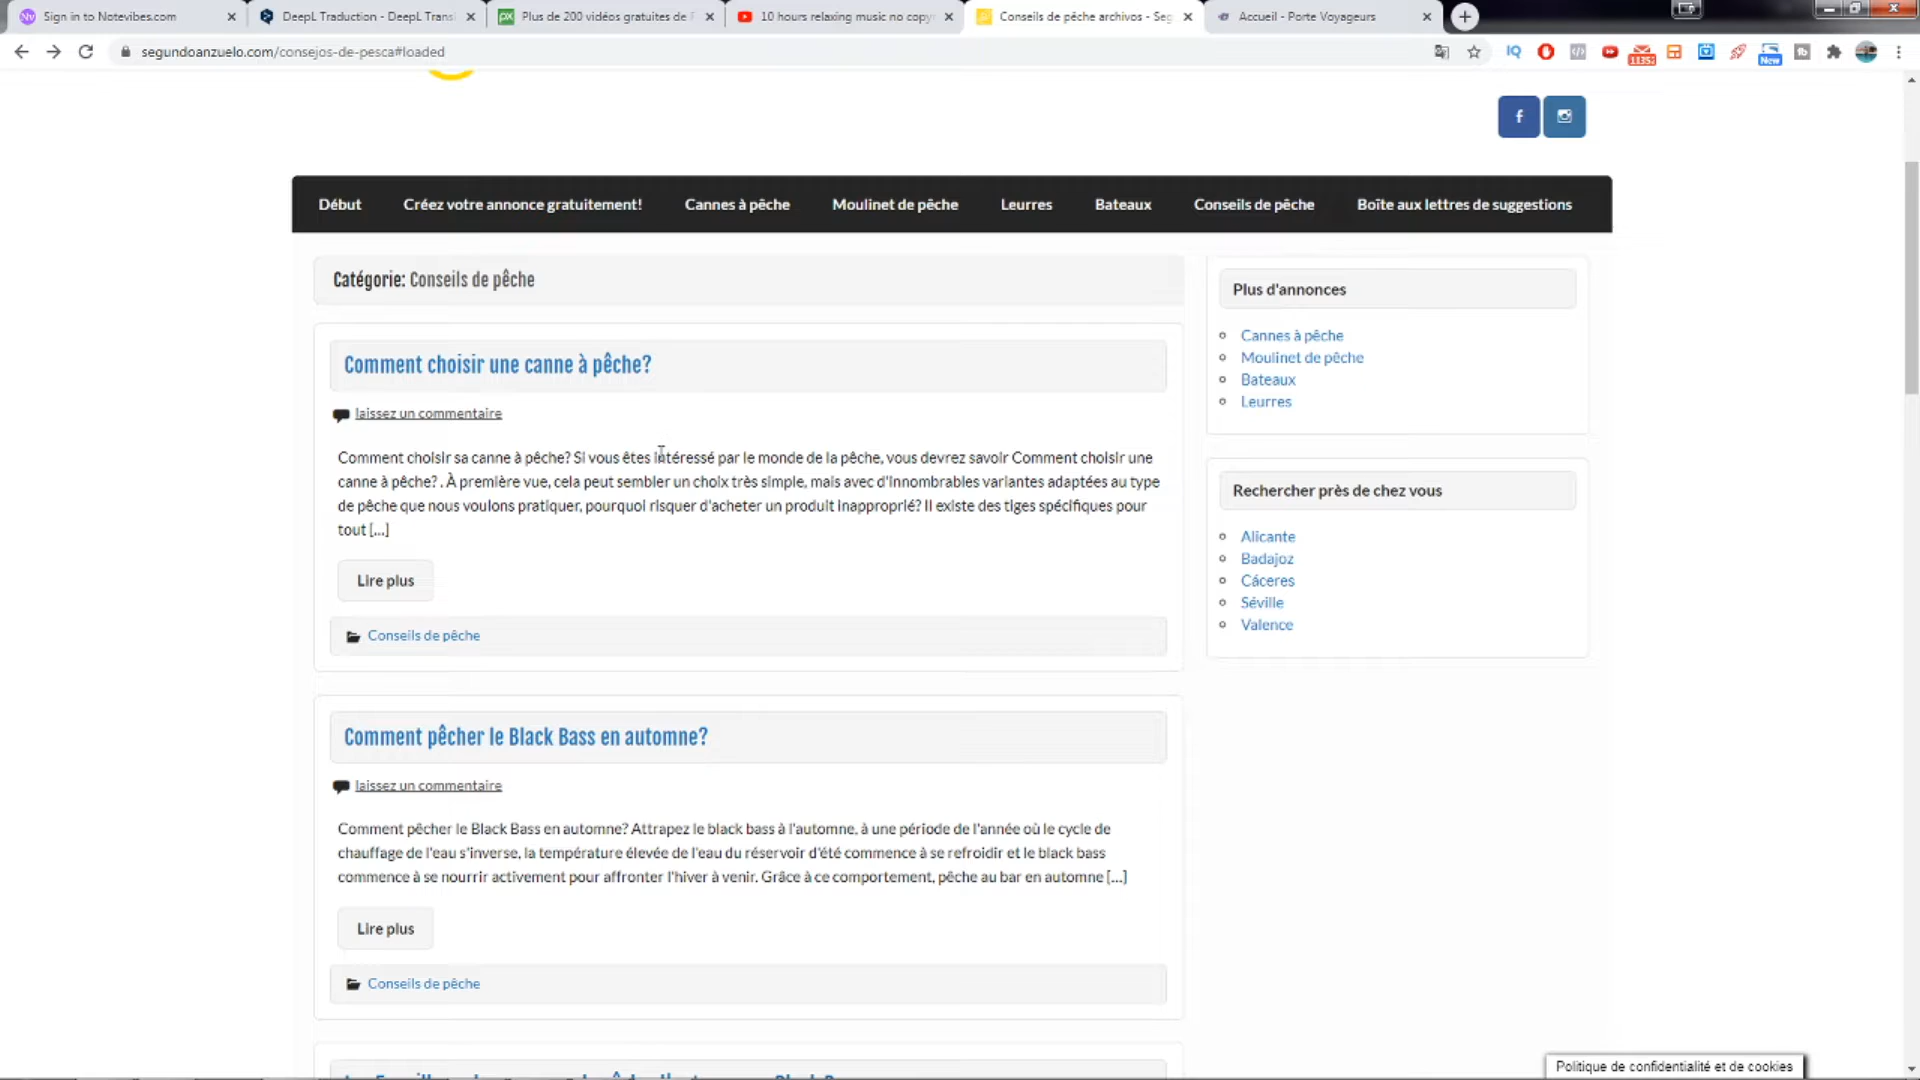 Sign in to Notevibes.com
DeepL Traduction - DeepL Transl
Plus de 200 vidéos gratuites de
10 hours relaxing music no copy
Conseils de pêche archivos - Seg
Accueil - Porte Voyageurs
segundoanzuelo.com/consejos-de-pesca#loaded
IQ
11352
New
Début
Créez votre annonce gratuitement!
Cannes à pêche
Moulinet de pêche
Leurres
Bateaux
Conseils de pêche
Boîte aux lettres de suggestions
Catégorie: Conseils de pêche
Comment choisir une canne à pêche?
laissez un commentaire
Comment choisir sa canne à pêche? Si vous êtes intéressé par le monde de la pêche, vous devrez savoir Comment choisir une
canne à pêche? . À première vue, cela peut sembler un choix très simple, mais avec d'innombrables variantes adaptées au type
de pêche que nous voulons pratiquer, pourquoi risquer d'acheter un produit inapproprié? Il existe des tiges spécifiques pour
tout [...]
Lire plus
Conseils de pêche
Comment pêcher le Black Bass en automne?
laissez un commentaire
Comment pêcher le Black Bass en automne? Attrapez le black bass à l'automne, à une période de l'année où le cycle de
chauffage de l'eau s'inverse, la température élevée de l'eau du réservoir d'été commence à se refroidir et le black bass
commence à se nourrir activement pour affronter l'hiver à venir. Grâce à ce comportement, pêche au bar en automne [...]
Lire plus
Conseils de pêche
Plus d'annonces
Cannes à pêche
Moulinet de pêche
Bateaux
Leurres
Rechercher près de chez vous
Alicante
Badajoz
Cáceres
Séville
Valence
Politique de confidentialité et de cookies